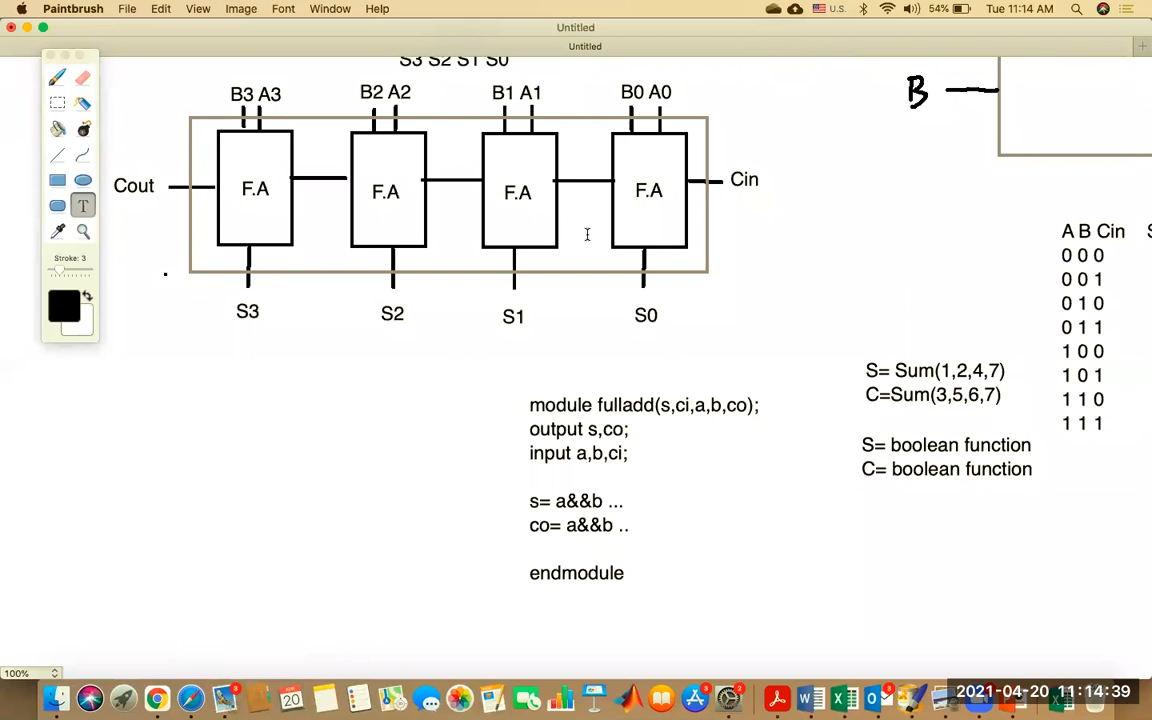 Paintbrush File Edit View Image Font Window Help
U.S. 54% Tue 11:14 AM
Untitled
Untitled
S3 S2 S1 S0
B3 A3 B2 A2 B1 A1 B0 A0
B
Cout F.A F.A F.A F.A Cin
S3 S2 S1 S0
Stroke: 3
A B Cin
0 0 0
0 0 1
0 1 0
0 1 1
1 0 0
1 0 1
1 1 0
1 1 1
S= Sum(1,2,4,7)
C=Sum(3,5,6,7)
S= boolean function
C= boolean function
module fulladd(s,ci,a,b,co);
output s,co;
input a,b,ci;
s= a&&b ...
co= a&&b ..
endmodule
100%
2021-04-20 11:14:39